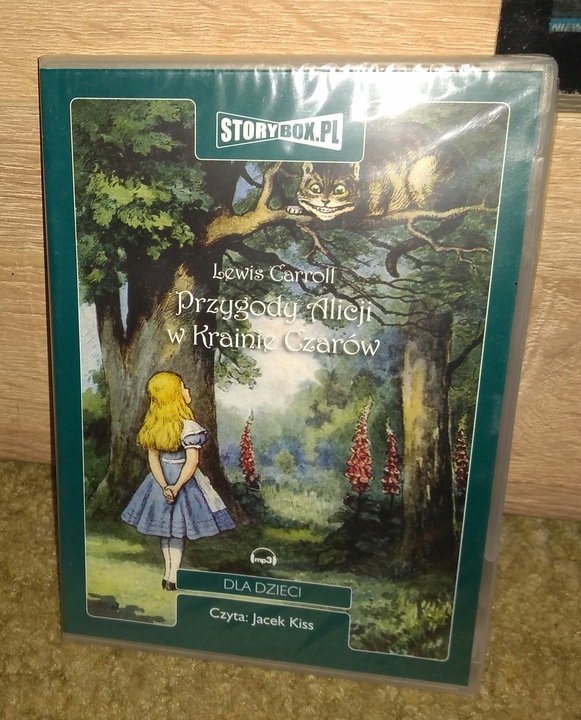 STORYBOX.PL
Lewis Carroll
Przygody Alicji
w Krainie Czarów
mp3
DLA DZIECI
Czyta: Jacek Kiss